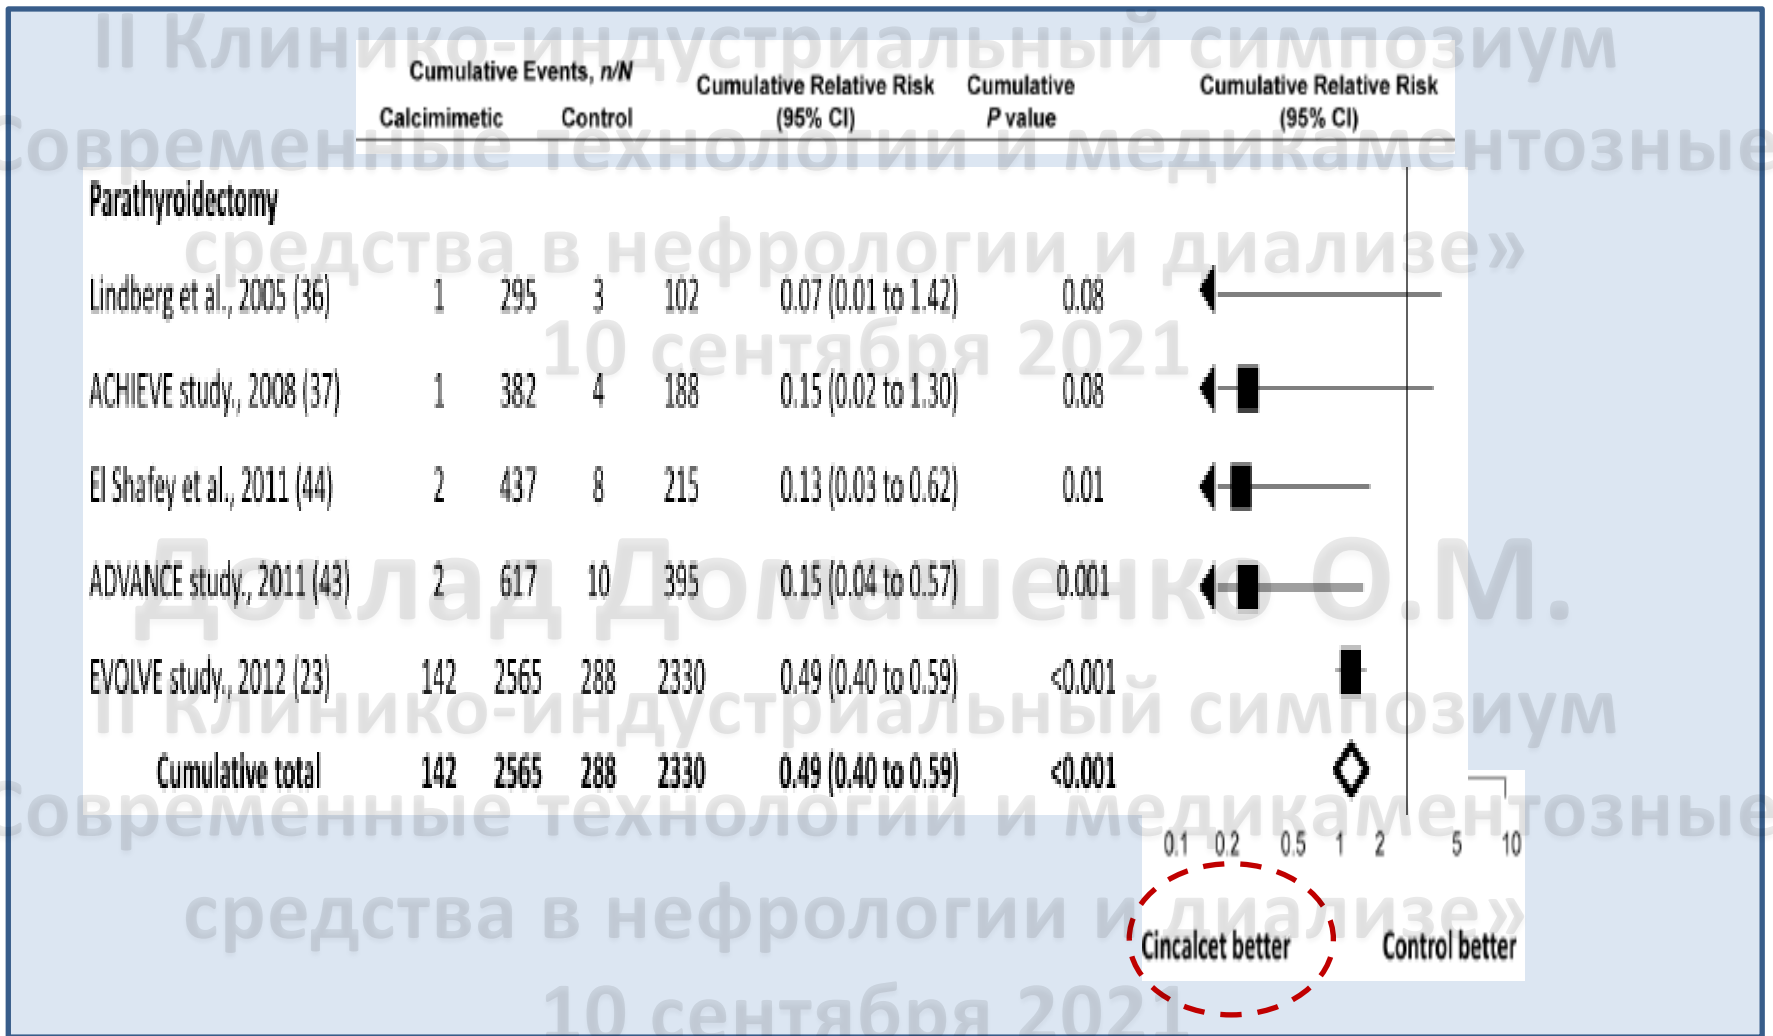 II Клинико-индустриальный симпозиум
Cumulative Events, n/N
Cumulative Relative Risk Cumulative Cumulative Relative Risk
Calcimimetic Control (95% CI) P value (95% CI)
Современные технологии и медикаментозные
Parathyroidectomy
средства в нефрологии и диализе»
Lindberg et al., 2005 (36) 1 295 3 102 0.07 (0.01 to 1.42) 0.08
10 сентября 2021
ACHIEVE study., 2008 (37) 1 382 4 188 0.15 (0.02 to 1.30) 0.08
El Shafey et al., 2011 (44) 2 437 8 215 0.13 (0.03 to 0.62) 0.01
ADVANCE study., 2011 (43) 2 617 10 395 0.15 (0.04 to 0.57) 0.001
Доклад Домашенко О.М.
EVOLVE study., 2012 (23) 142 2565 288 2330 0.49 (0.40 to 0.59) <0.001
II Клинико-индустриальный симпозиум
Cumulative total 142 2565 288 2330 0.49 (0.40 to 0.59) <0.001
Современные технологии и медикаментозные
0.1 0.2 0.5 1 2 5 10
средства в нефрологии и диализе»
Cincalcet better Control better
10 сентября 2021